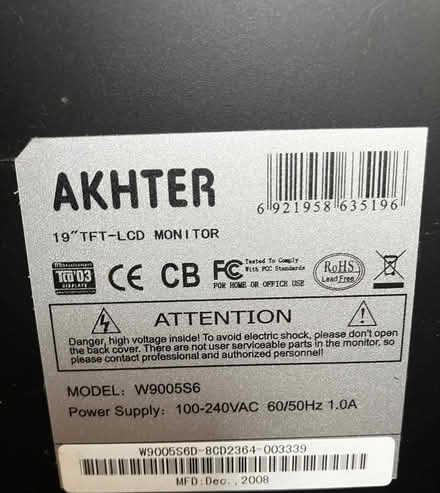 AKHTER
6 921958 635196
19" TFT-LCD MONITOR
TCO'03
DISPLAYS
CE CB FC Tested To Comply
With FCC Standards
FOR HOME OR OFFICE USE
RoHS
Lead Free
ATTENTION
Danger, high voltage inside! To avoid electric shock, please don't open
the back cover. There are not user serviceable parts in the monitor, so
please contact professional and authorized personnel!
MODEL: W9005S6
Power Supply: 100-240VAC 60/50Hz 1.0A
W9005S6D-8CD2364-003339
MFD:Dec., 2008